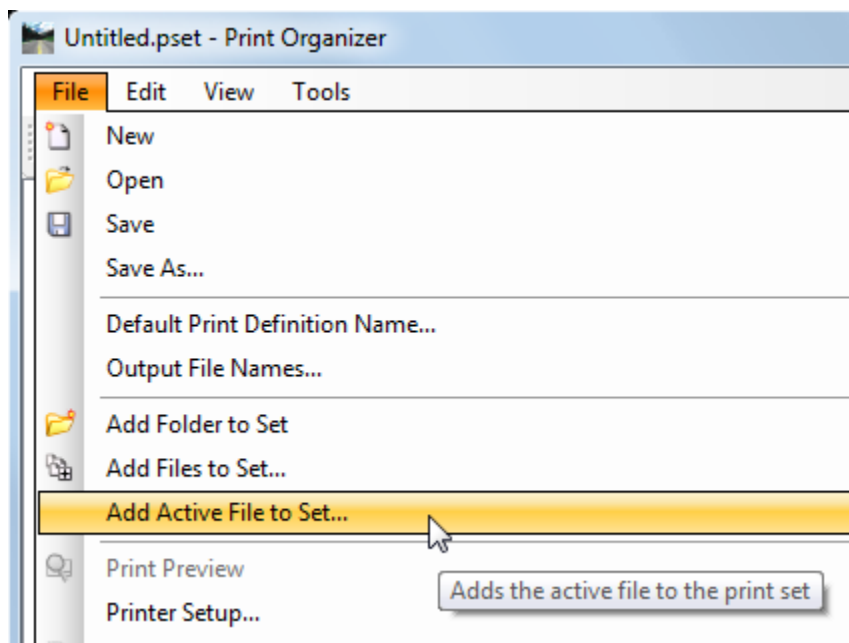 Untitled.pset - Print Organizer
File Edit View Tools
New
Open
Save
Save As...
Default Print Definition Name...
Output File Names...
Add Folder to Set
Add Files to Set...
Add Active File to Set...
Print Preview
Adds the active file to the print set
Printer Setup...